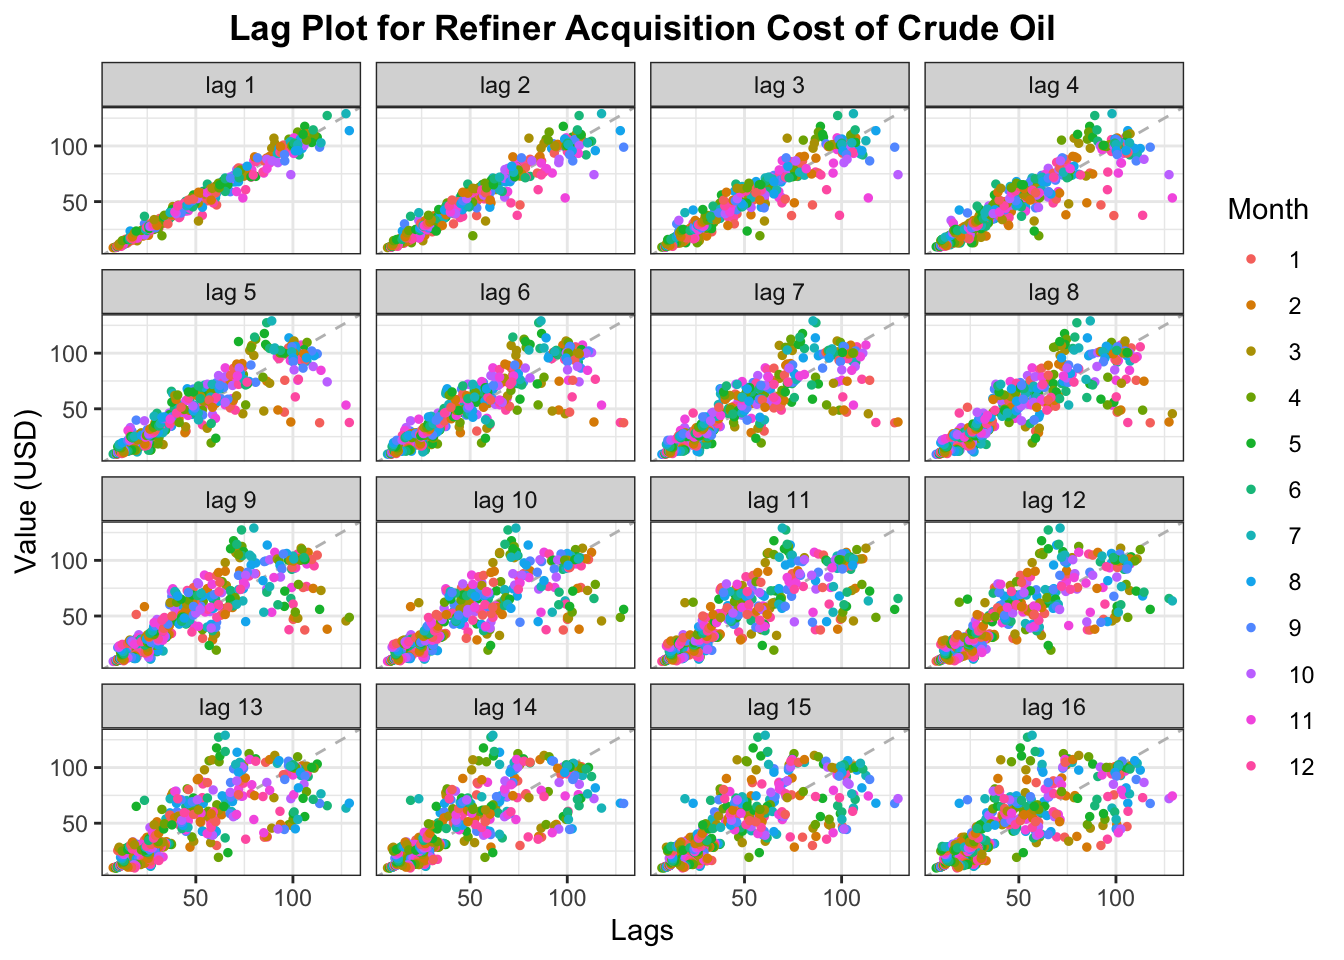 Lag Plot for Refiner Acquisition Cost of Crude Oil
lag 1 lag 2 lag 3 lag 4
100
50
lag 5 lag 6 lag 7 lag 8
100
50
lag 9 lag 10 lag 11 lag 12
100
50
lag 13 lag 14 lag 15 lag 16
100
50
50 100 50 100 50 100 50 100
Lags
Value (USD)
Month
1
2
3
4
5
6
7
8
9
10
11
12